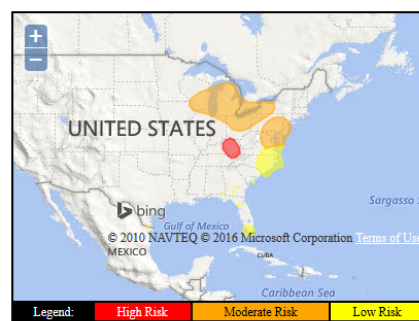 +
−
UNITED STATES
Sargasso
bing
Gulf of Mexico
© 2010 NAVTEQ © 2016 Microsoft Corporation Terms of Use
MEXICO
CUBA
Caribbean Sea
Legend: High Risk Moderate Risk Low Risk